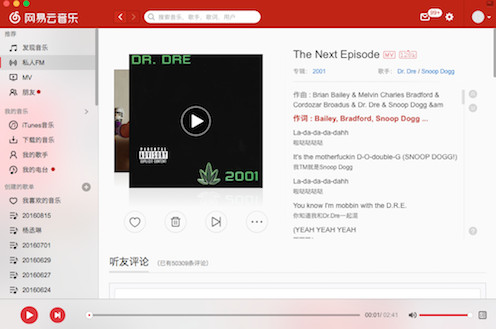 网易云音乐
搜索音乐，歌手，歌词，用户
99+
推荐
发现音乐
私人FM
MV
朋友
我的音乐
iTunes音乐
下载的音乐
我的歌手
我的电台
创建的歌单
我喜欢的音乐
20160815
杨丞琳
20160701
20160629
20160627
20160624
DR. DRE
PARENTAL
ADVISORY
EXPLICIT CONTENT
2001
The Next Episode MV
专辑： 2001 歌手： Dr. Dre / Snoop Dogg
作曲 : Brian Bailey & Melvin Charles Bradford &
Cordozar Broadus & Dr. Dre & Snoop Dogg &am
作词 : Bailey, Bradford, Snoop Dogg ...
La-da-da-da-dahh
啦哒哒哒哒
It's the motherfuckin D-O-double-G (SNOOP DOGG!)
我TM就是Snoop Dogg
La-da-da-da-dahh
啦哒哒哒哒
You know I'm mobbin with the D.R.E.
你知道我和Dr.Dre一起混
(YEAH YEAH YEAH
听友评论 （已有50309条评论）
00:01/ 02:41